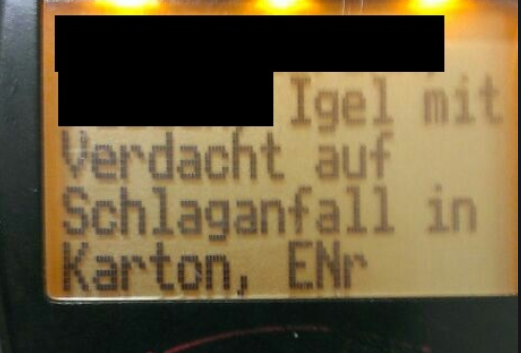 Igel mit
Verdacht auf
Schlaganfall in
Karton, ENr